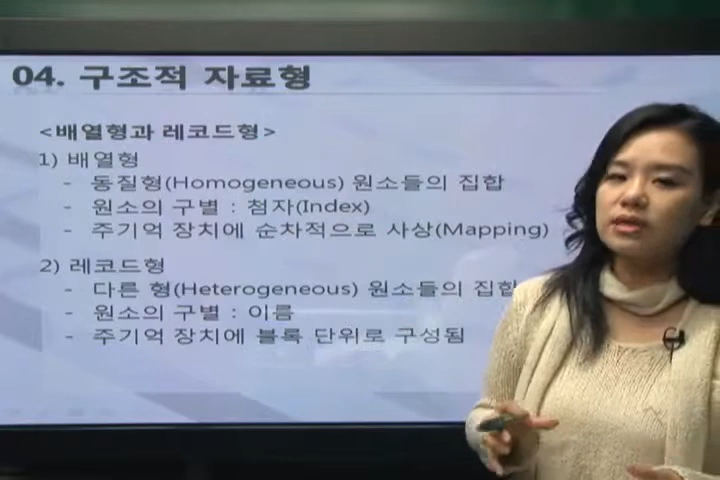 04. 구조적 자료형
<배열형과 레코드형>
1) 배열형
- 동질형(Homogeneous) 원소들의 집합
- 원소의 구별 : 첨자(Index)
- 주기억 장치에 순차적으로 사상(Mapping)
2) 레코드형
- 다른 형(Heterogeneous) 원소들의 집합
- 원소의 구별 : 이름
- 주기억 장치에 블록 단위로 구성됨